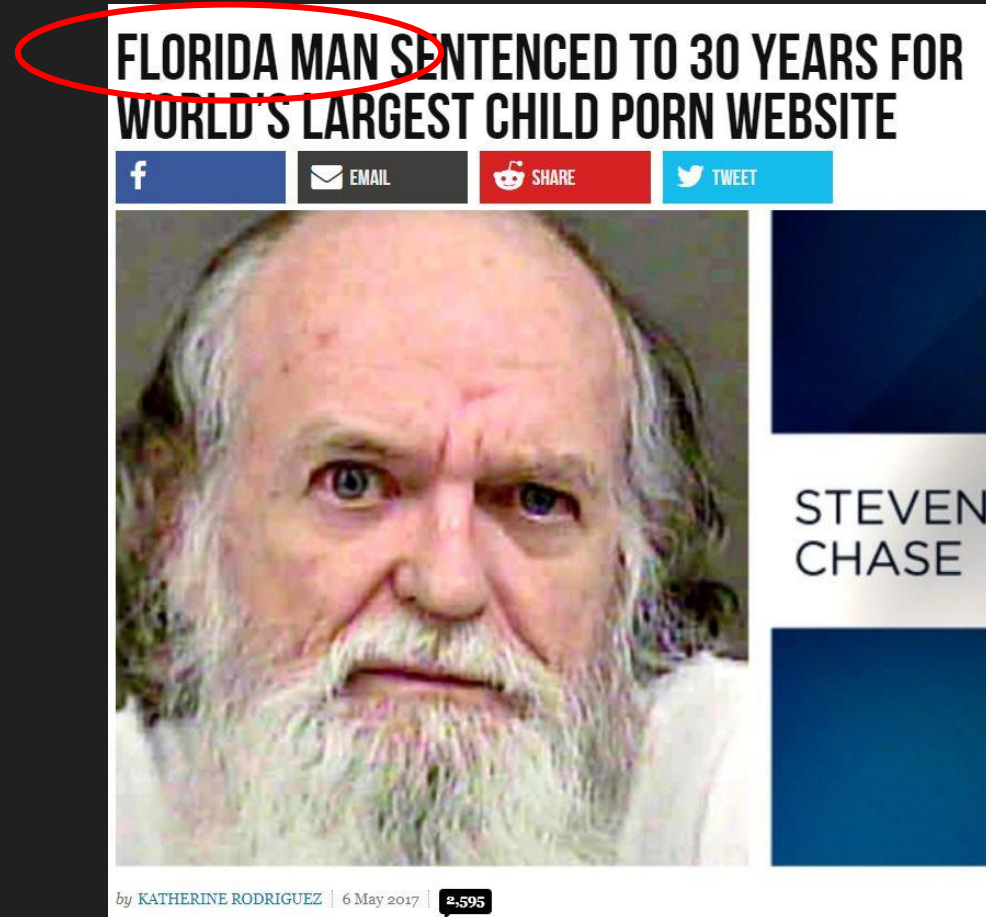 FLORIDA MAN SENTENCED TO 30 YEARS FOR
WORLD'S LARGEST CHILD PORN WEBSITE
f EMAIL SHARE TWEET
STEVEN
CHASE
by KATHERINE RODRIGUEZ 6 May 2017 2,595